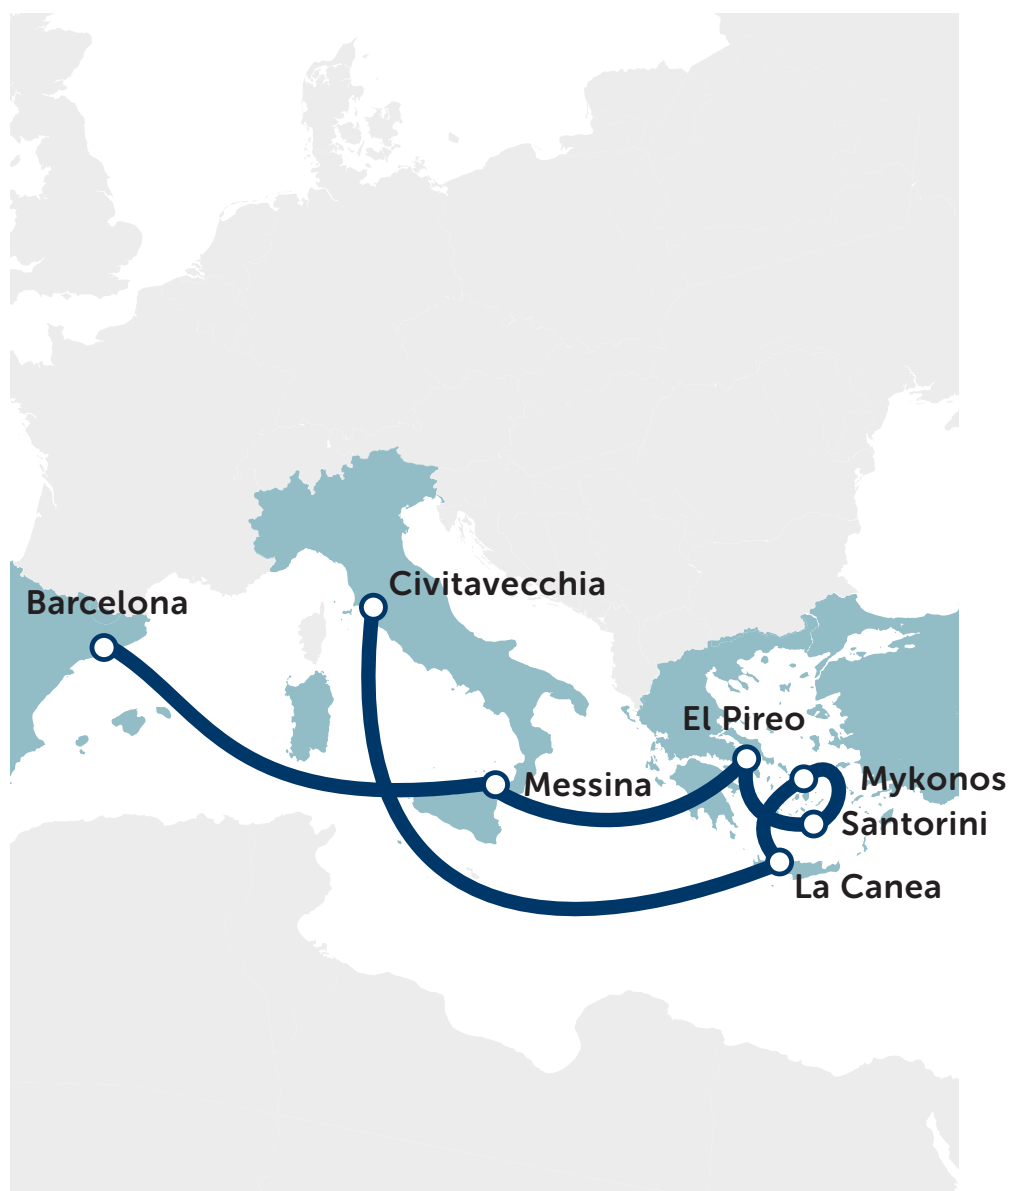 Civitavecchia
Barcelona
El Pireo
Messina
Mykonos
Santorini
La Canea